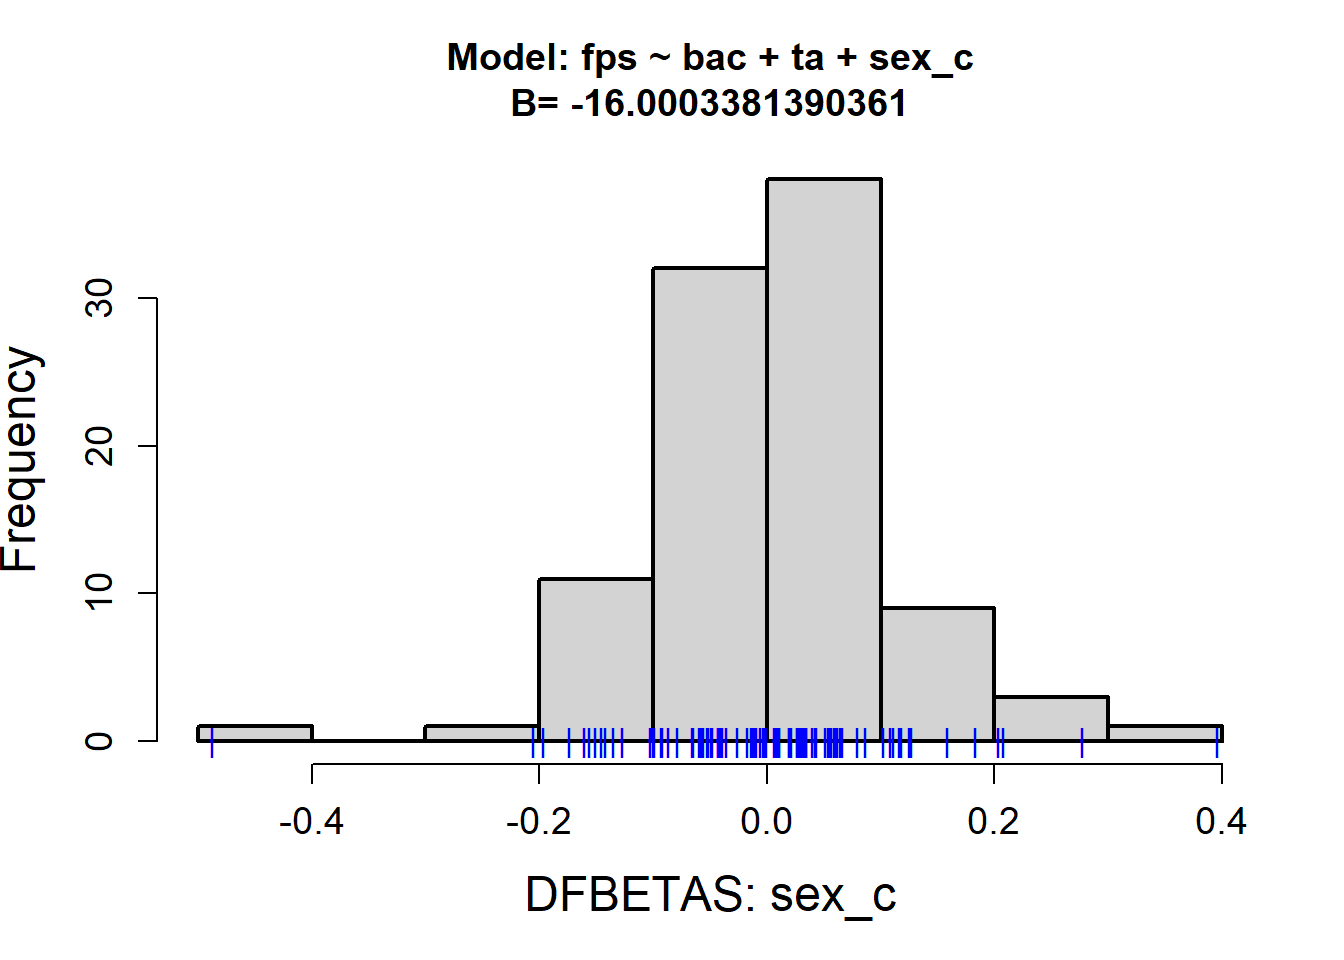 Model: fps ~ bac + ta + sex_c
B= -16.0003381390361
Frequency
30
20
10
0
-0.4 -0.2 0.0 0.2 0.4
DFBETAS: sex_c